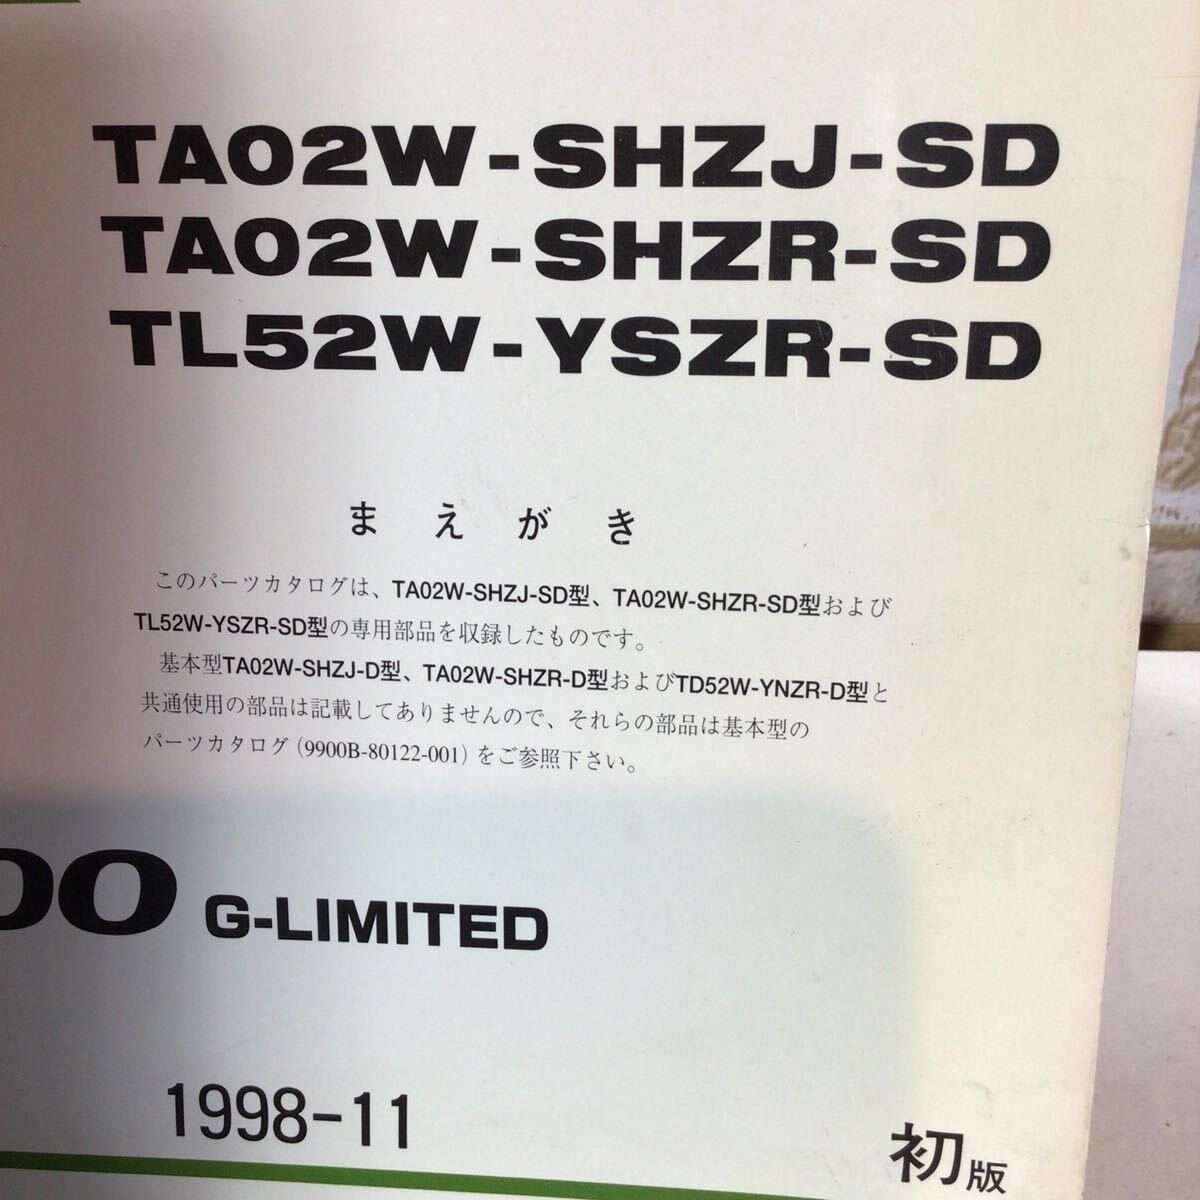 TA02W-SHZJ-SD
TA02W-SHZR-SD
TL52W-YSZR-SD
まえがき
このパーツカタログは、TA02W-SHZJ-SD型、TA02W-SHZR-SD型および
TL52W-YSZR-SD型の専用部品を収録したものです。
基本型TA02W-SHZJ-D型、TA02W-SHZR-D型およびTD52W-YNZR-D型と
共通使用の部品は記載してありませんので、それらの部品は基本型の
パーツカタログ(9900B-80122-001)をご参照下さい。
G-LIMITED
1998-11
初版